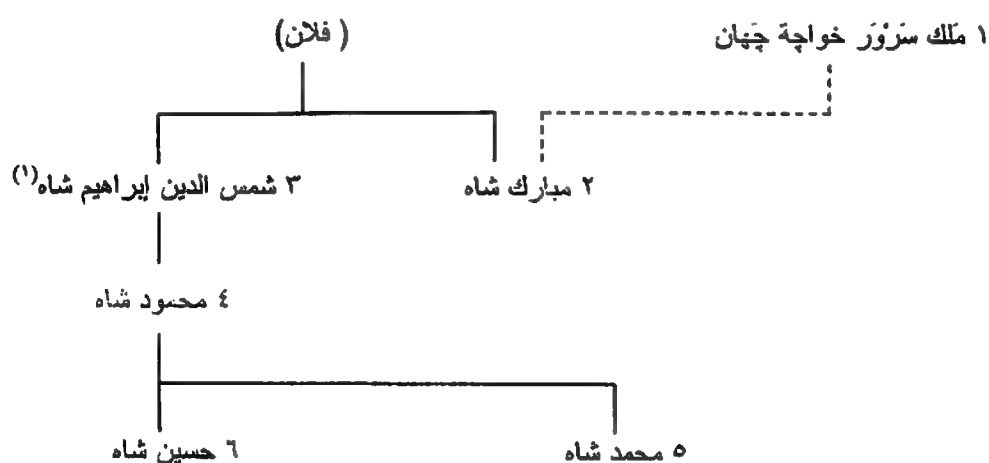 ١ مَلك سَرْوَر خواجة جَهان
(فلان)
٢ مبارك شاه
٣ شمس الدين إبراهيم شاه(١)
٤ محمود شاه
٥ محمد شاه
٦ حسين شاه